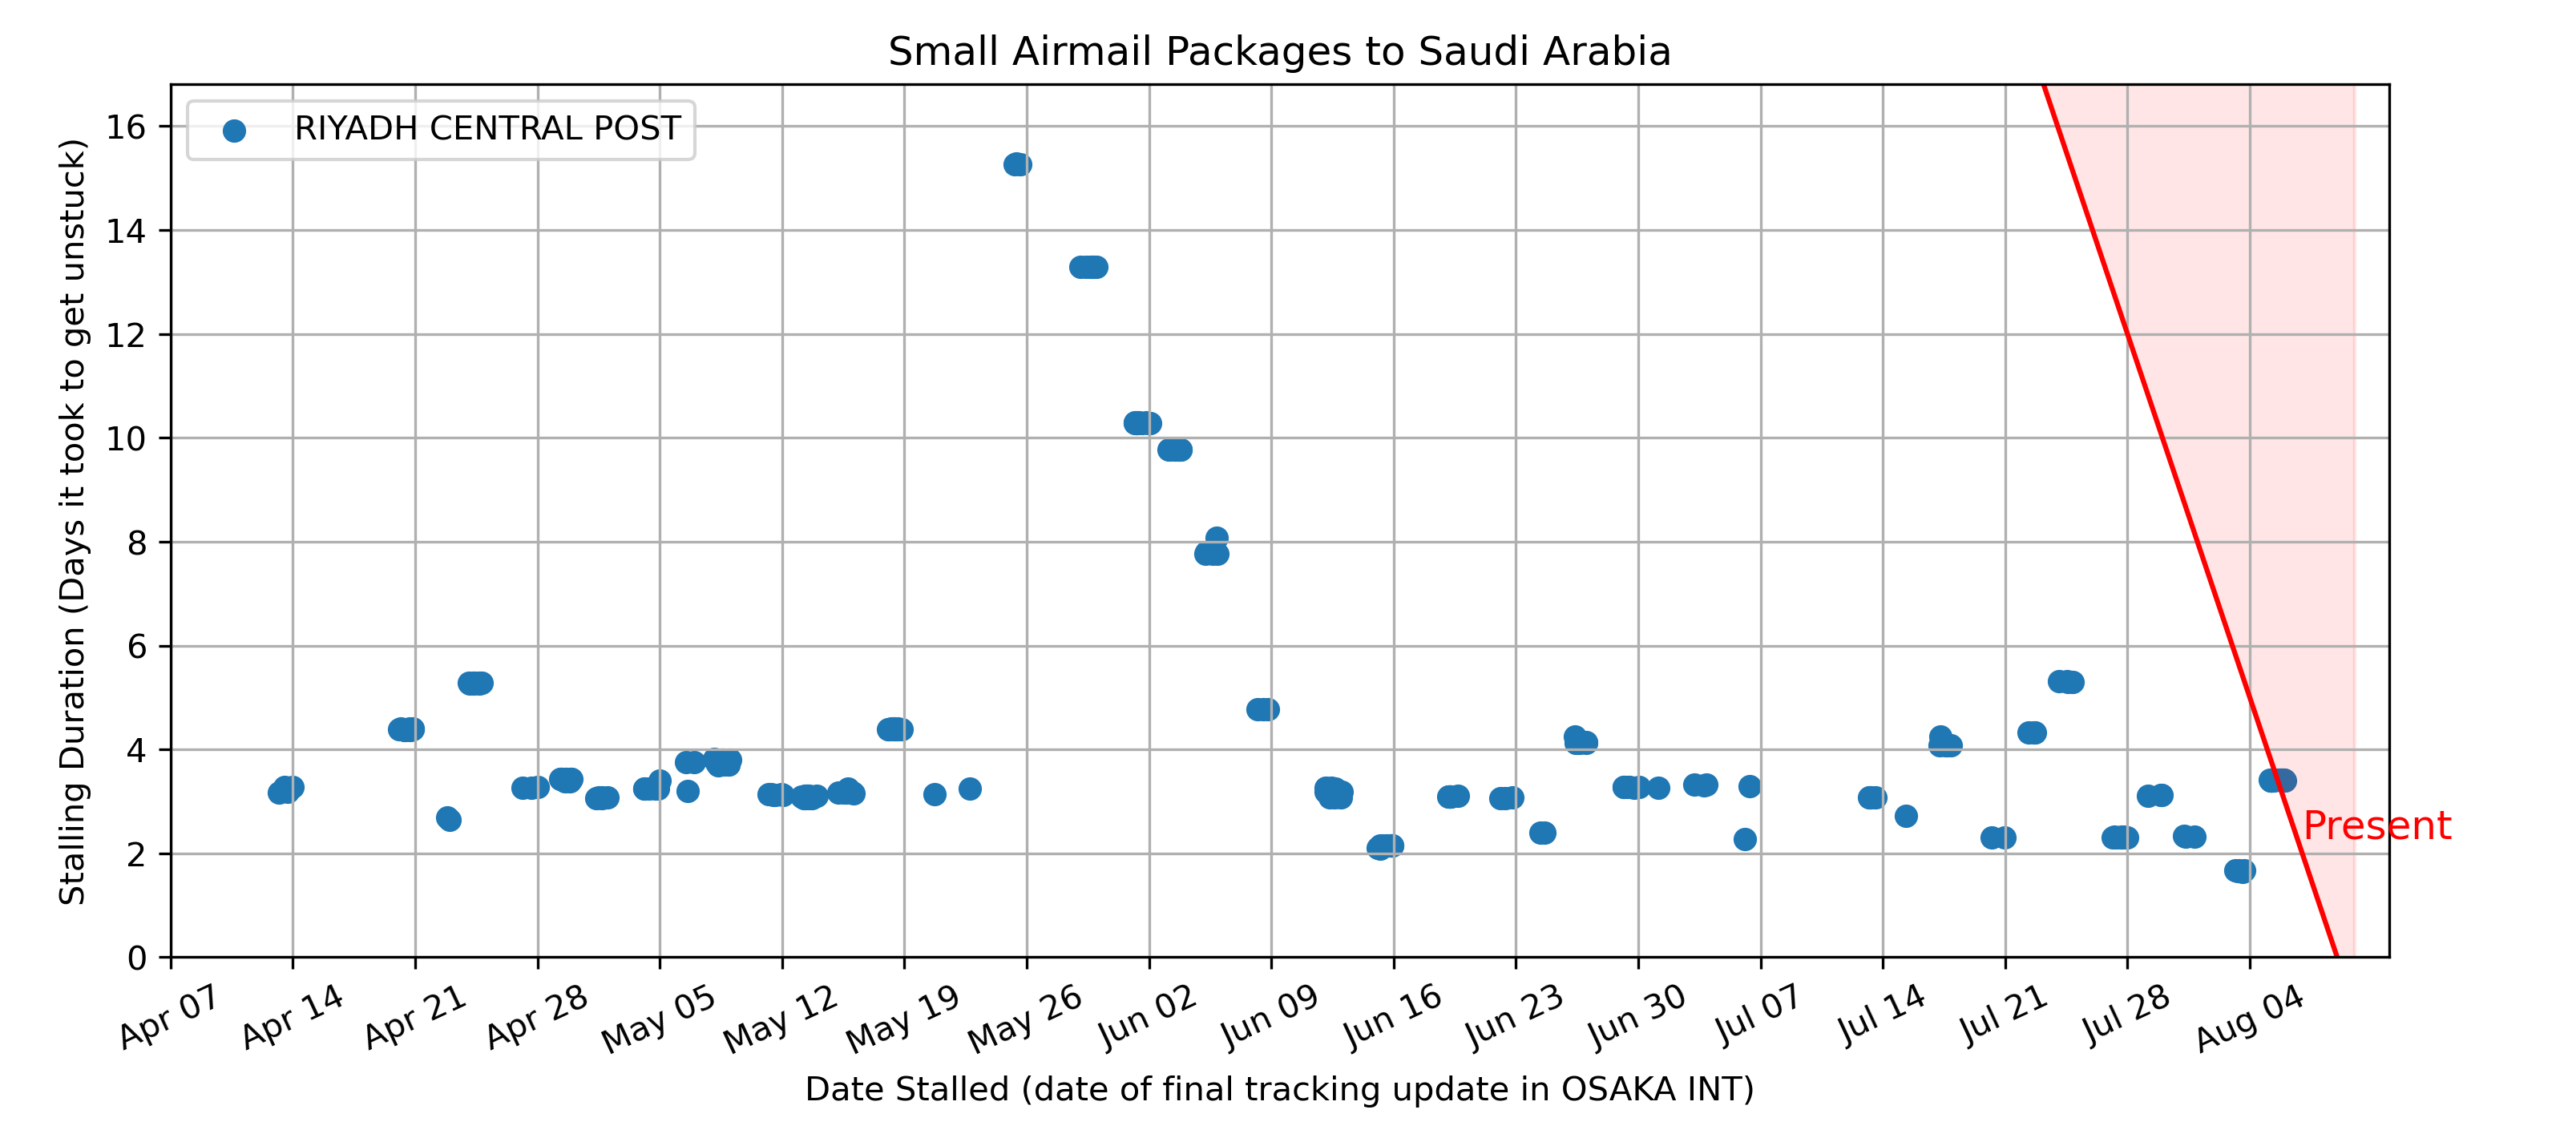 Small Airmail Packages to Saudi Arabia
RIYADH CENTRAL POST
Stalling Duration (Days it took to get unstuck)
16
14
12
10
8
6
4
2
0
Present
Apr 07
Apr 14
Apr 21
Apr 28
May 05
May 12
May 19
May 26
Jun 02
Jun 09
Jun 16
Jun 23
Jun 30
Jul 07
Jul 14
Jul 21
Jul 28
Aug 04
Date Stalled (date of final tracking update in OSAKA INT)